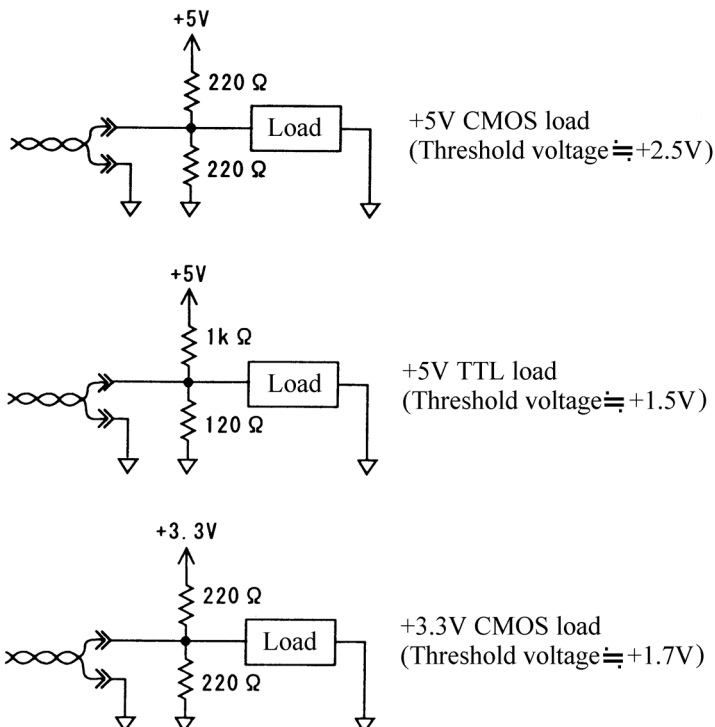 +5V
220 Ω
Load
220 Ω
+5V CMOS load
(Threshold voltage≒+2.5V)
+5V
1k Ω
Load
120 Ω
+5V TTL load
(Threshold voltage≒+1.5V)
+3.3V
220 Ω
Load
220 Ω
+3.3V CMOS load
(Threshold voltage≒+1.7V)